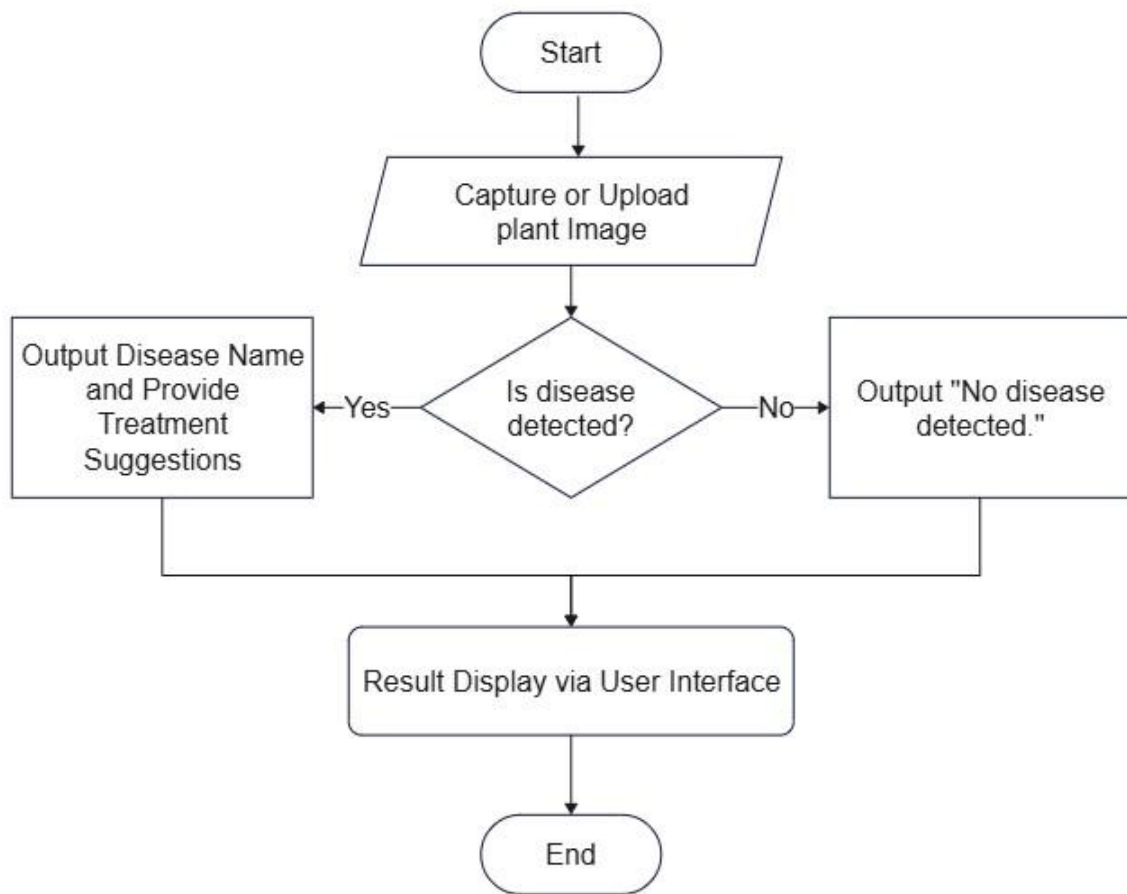 Start
Capture or Upload
plant Image
Output Disease Name
and Provide
Treatment
Suggestions
Yes
Is disease
detected?
No
Output "No disease
detected."
Result Display via User Interface
End